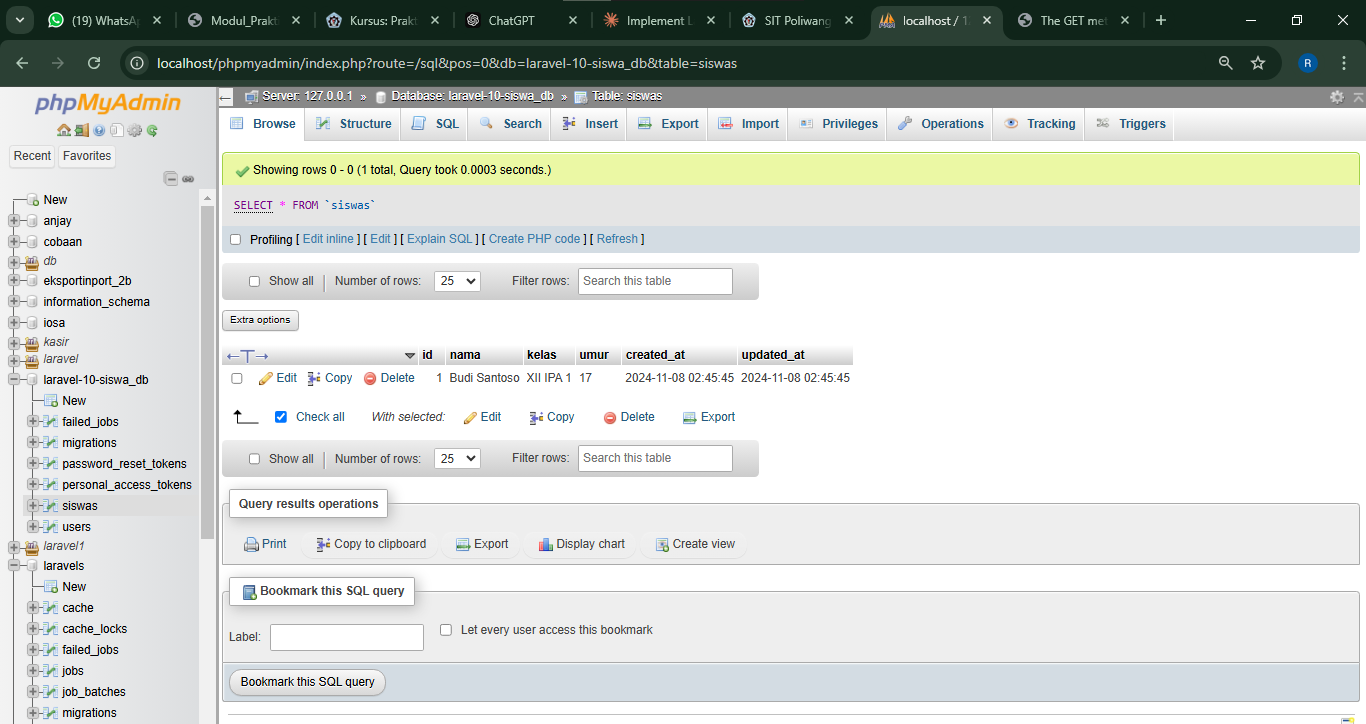 (19) WhatsA
Modul_Prakt
Kursus: Prakt
ChatGPT
Implement L
SIT Poliwang
localhost / 12
The GET met
localhost/phpmyadmin/index.php?route=/sql&pos=0&db=laravel-10-siswa_db&table=siswas
R
phpMyAdmin
Recent
Favorites
New
anjay
cobaan
db
eksportinport_2b
information_schema
iosa
kasir
laravel
laravel-10-siswa_db
New
failed_jobs
migrations
password_reset_tokens
personal_access_tokens
siswas
users
laravel1
laravels
New
cache
cache_locks
failed_jobs
jobs
job_batches
migrations
Server: 127.0.0.1 » Database: laravel-10-siswa_db » Table: siswas
Browse Structure SQL Search Insert Export Import Privileges Operations Tracking Triggers
Showing rows 0 - 0 (1 total, Query took 0.0003 seconds.)
SELECT * FROM `siswas`
Profiling [ Edit inline ] [ Edit ] [ Explain SQL ] [ Create PHP code ] [ Refresh ]
Show all | Number of rows: 25 Filter rows: Search this table
Extra options
←T→ id nama kelas umur created_at updated_at
Edit Copy Delete 1 Budi Santoso XII IPA 1 17 2024-11-08 02:45:45 2024-11-08 02:45:45
Check all With selected: Edit Copy Delete Export
Show all | Number of rows: 25 Filter rows: Search this table
Query results operations
Print Copy to clipboard Export Display chart Create view
Bookmark this SQL query
Label: Let every user access this bookmark
Bookmark this SQL query